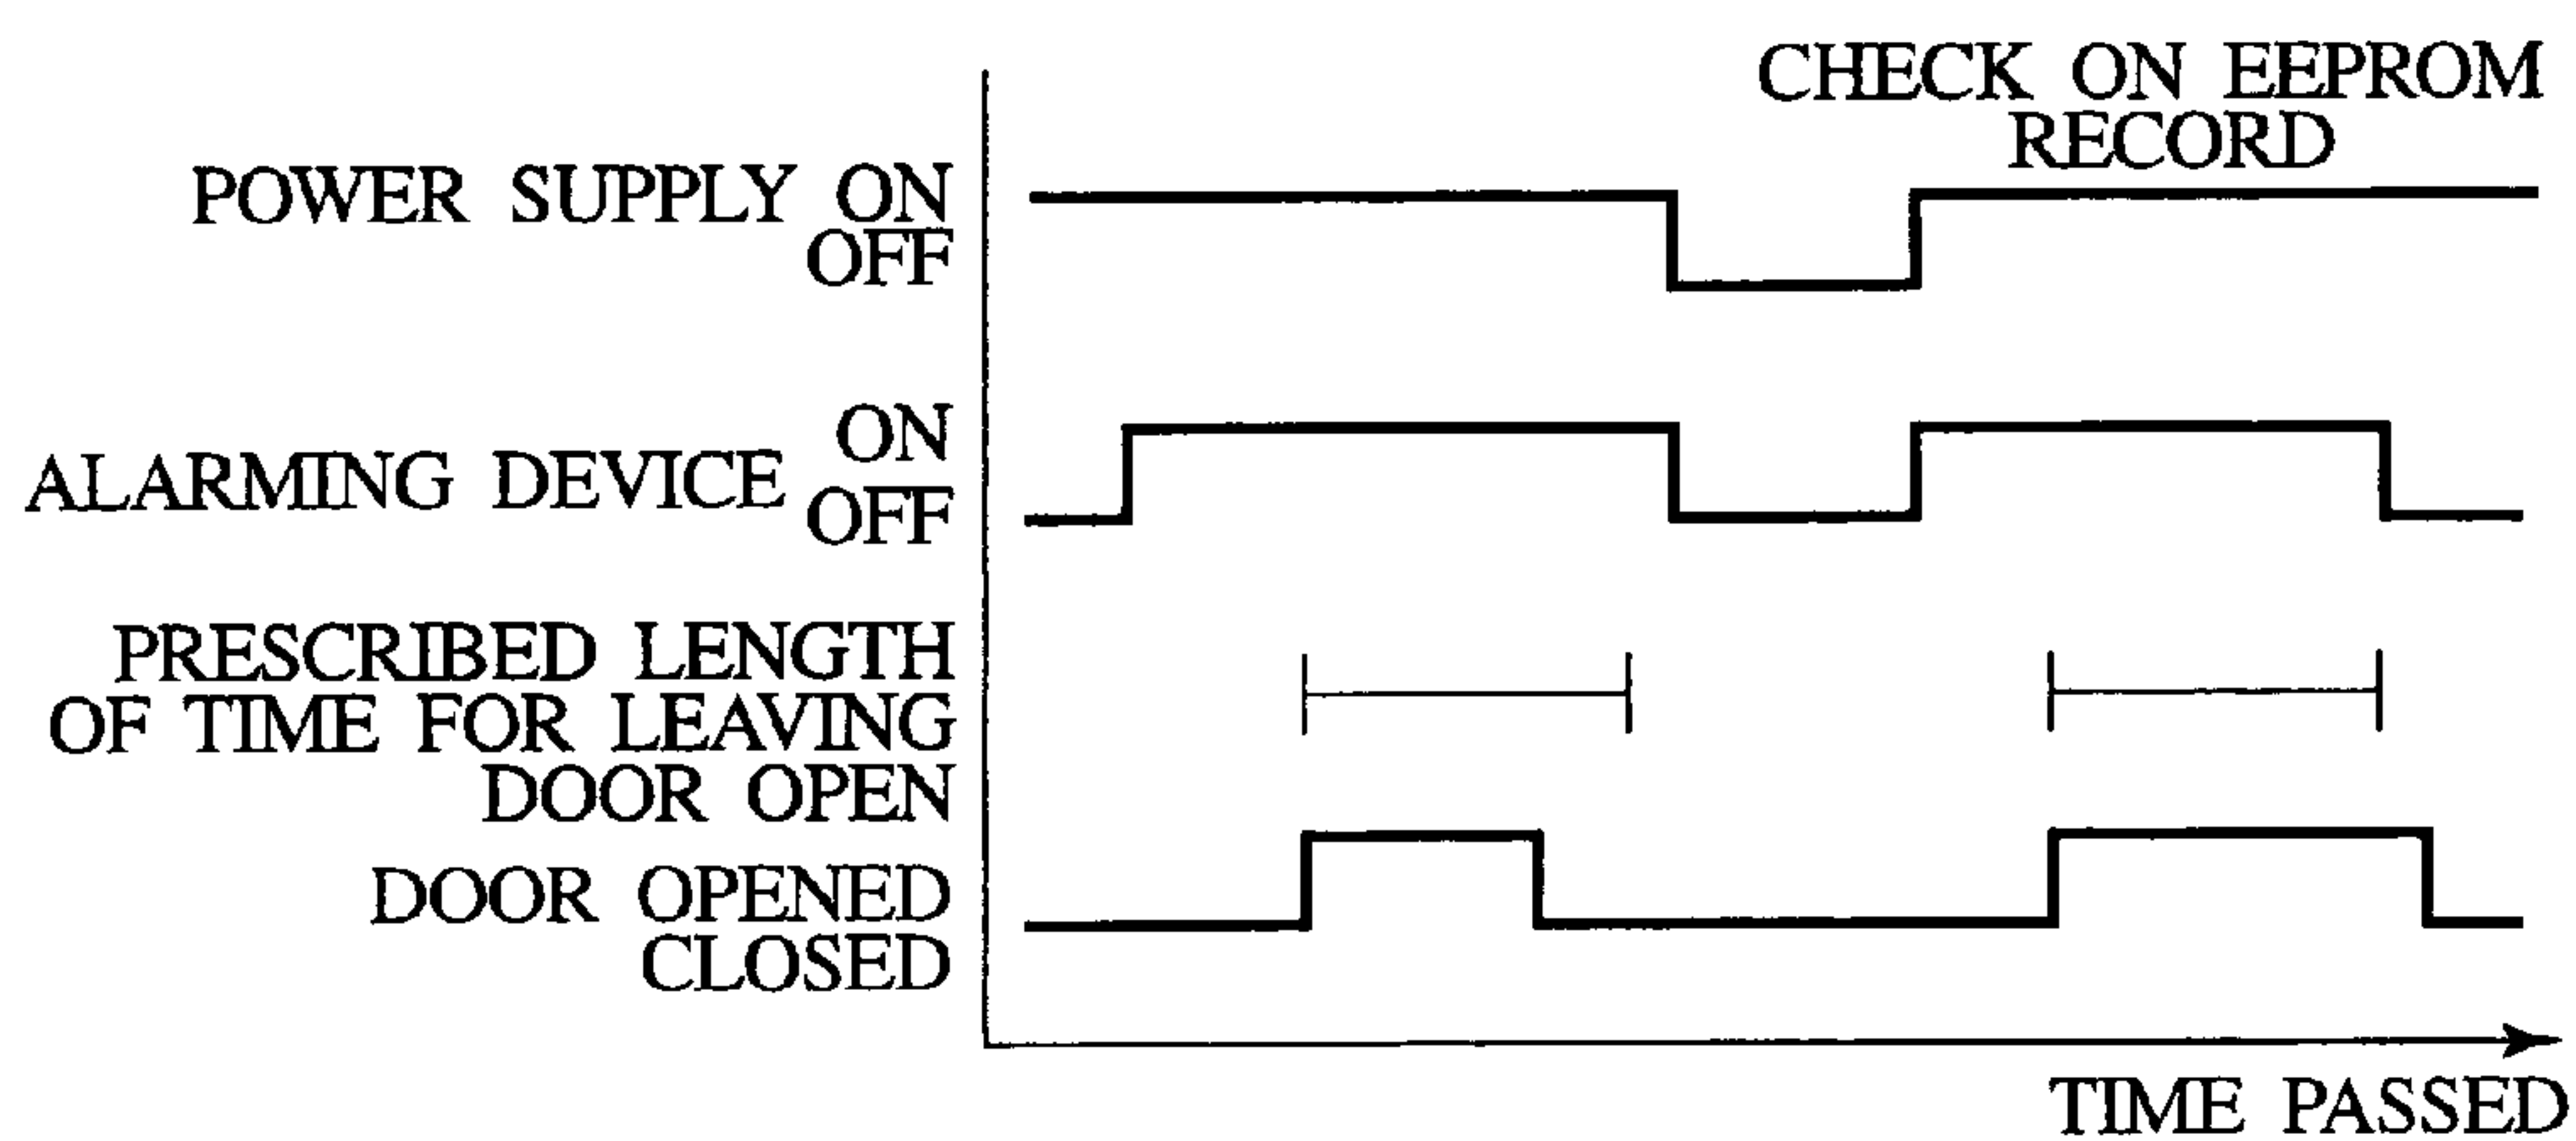 CHECK ON EEPROM
RECORD
POWER SUPPLY ON
OFF
ON
ALARMING DEVICE
OFF
PRESCRIBED LENGTH
OF TIME FOR LEAVING
DOOR OPEN
DOOR OPENED
CLOSED
TIME PASSED